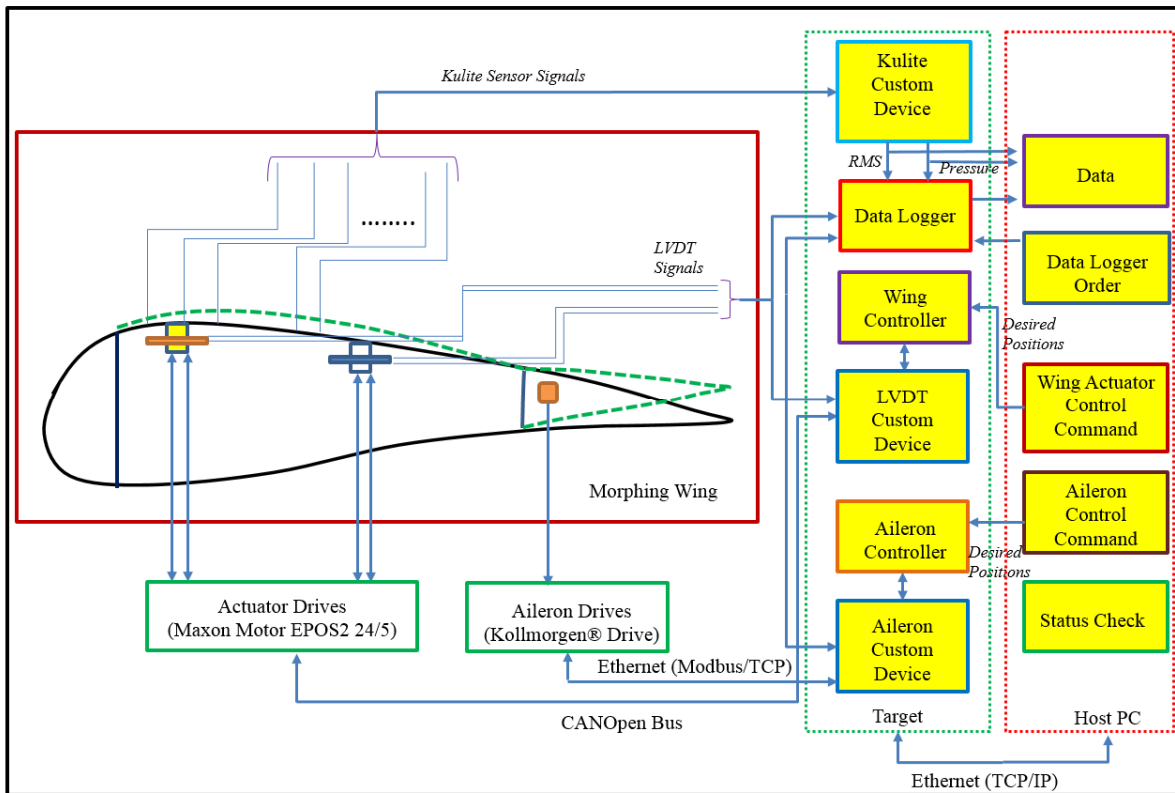 Kulite Sensor Signals
Kulite
Custom
Device
RMS
Pressure
Data
Data Logger
Data Logger
Order
........
LVDT
Signals
Wing
Controller
Desired
Positions
Wing Actuator
Control
Command
LVDT
Custom
Device
Morphing Wing
Aileron
Control
Command
Aileron
Controller
Desired
Positions
Actuator Drives
(Maxon Motor EPOS2 24/5)
Aileron Drives
(Kollmorgen® Drive)
Status Check
Aileron
Custom
Device
Ethernet (Modbus/TCP)
CANOpen Bus
Target
Host PC
Ethernet (TCP/IP)